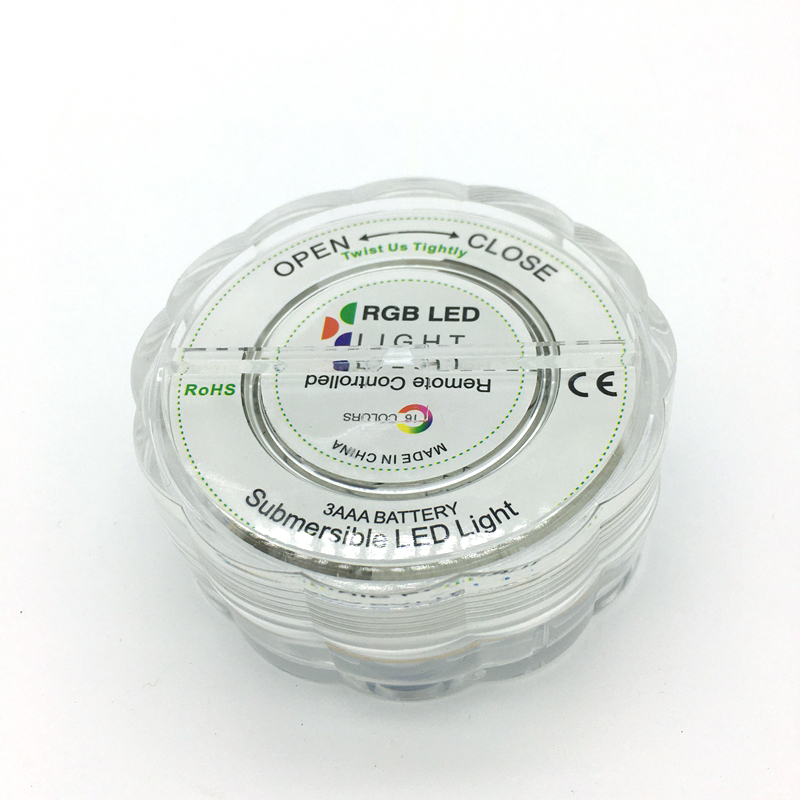 OPEN CLOSE
Twist Us Tightly
RGB LED
LIGHT
Remote Controlled
16 COLORS
MADE IN CHINA
RoHS
CE
3AAA BATTERY
Submersible LED Light